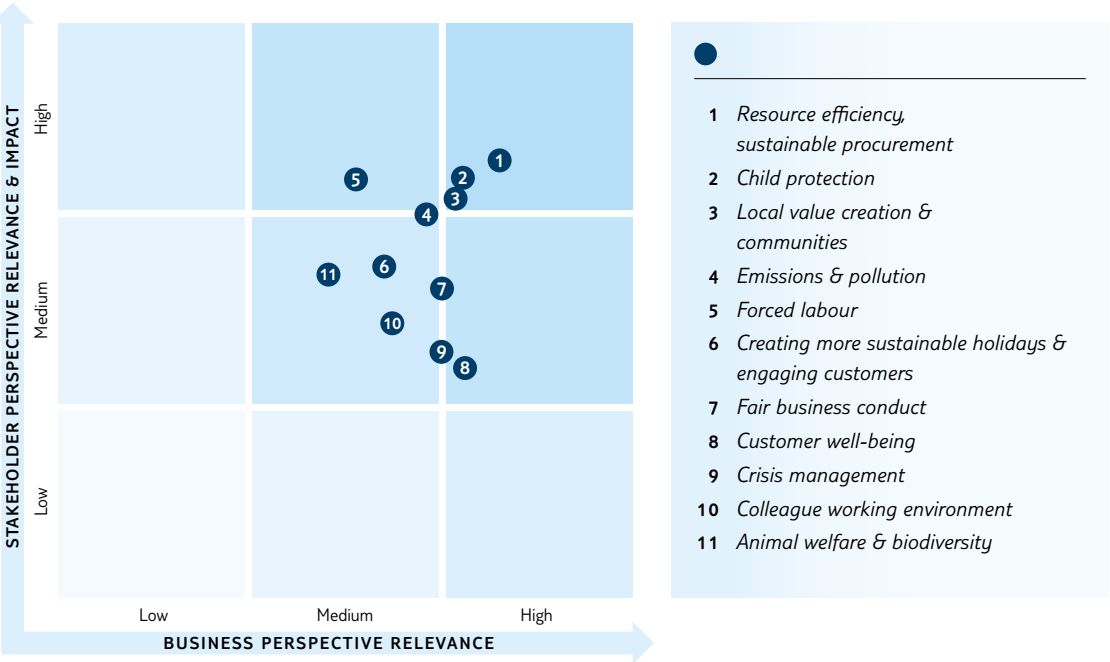 STAKEHOLDER PERSPECTIVE RELEVANCE & IMPACT
High
Medium
Low
1
2
5
3
4
6
11
7
10
9
8
Low
Medium
High
BUSINESS PERSPECTIVE RELEVANCE
1 Resource efficiency,
sustainable procurement
2 Child protection
3 Local value creation &
communities
4 Emissions & pollution
5 Forced labour
6 Creating more sustainable holidays &
engaging customers
7 Fair business conduct
8 Customer well-being
9 Crisis management
10 Colleague working environment
11 Animal welfare & biodiversity